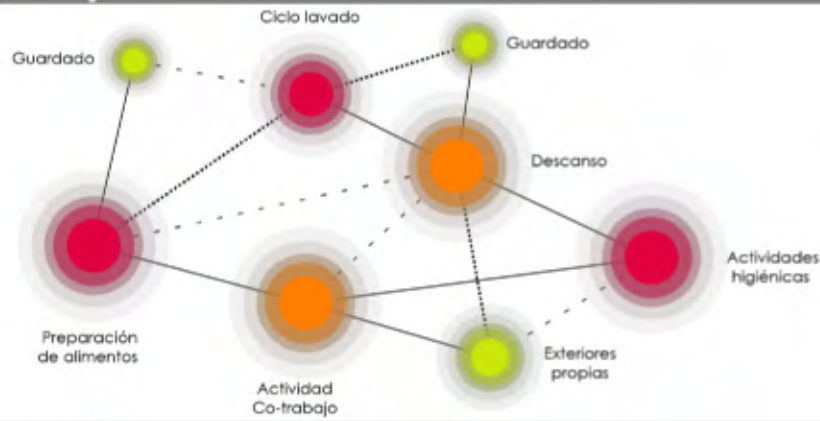 Ciclo lavado
Guardado
Guardado
Descanso
Actividades
higiénicas
Preparación
de alimentos
Exteriores
propias
Actividad
Co-trabajo